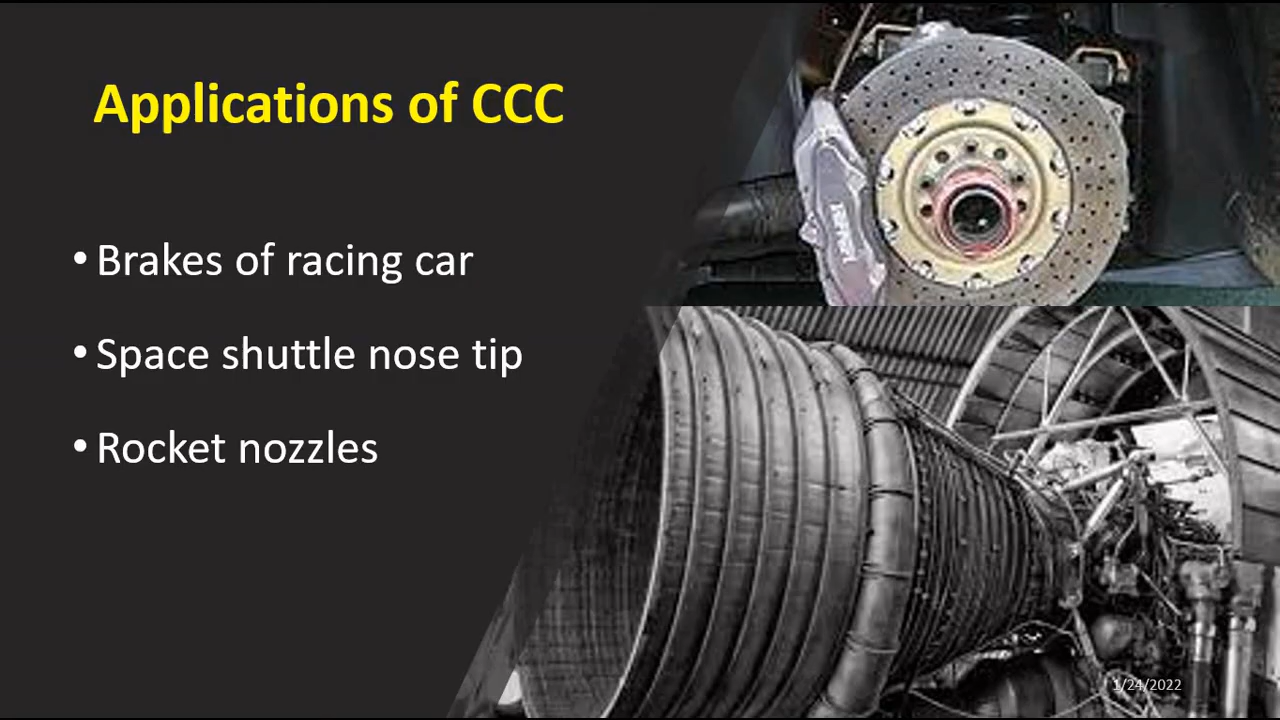 Applications of CCC
• Brakes of racing car
• Space shuttle nose tip
• Rocket nozzles
1/24/2022